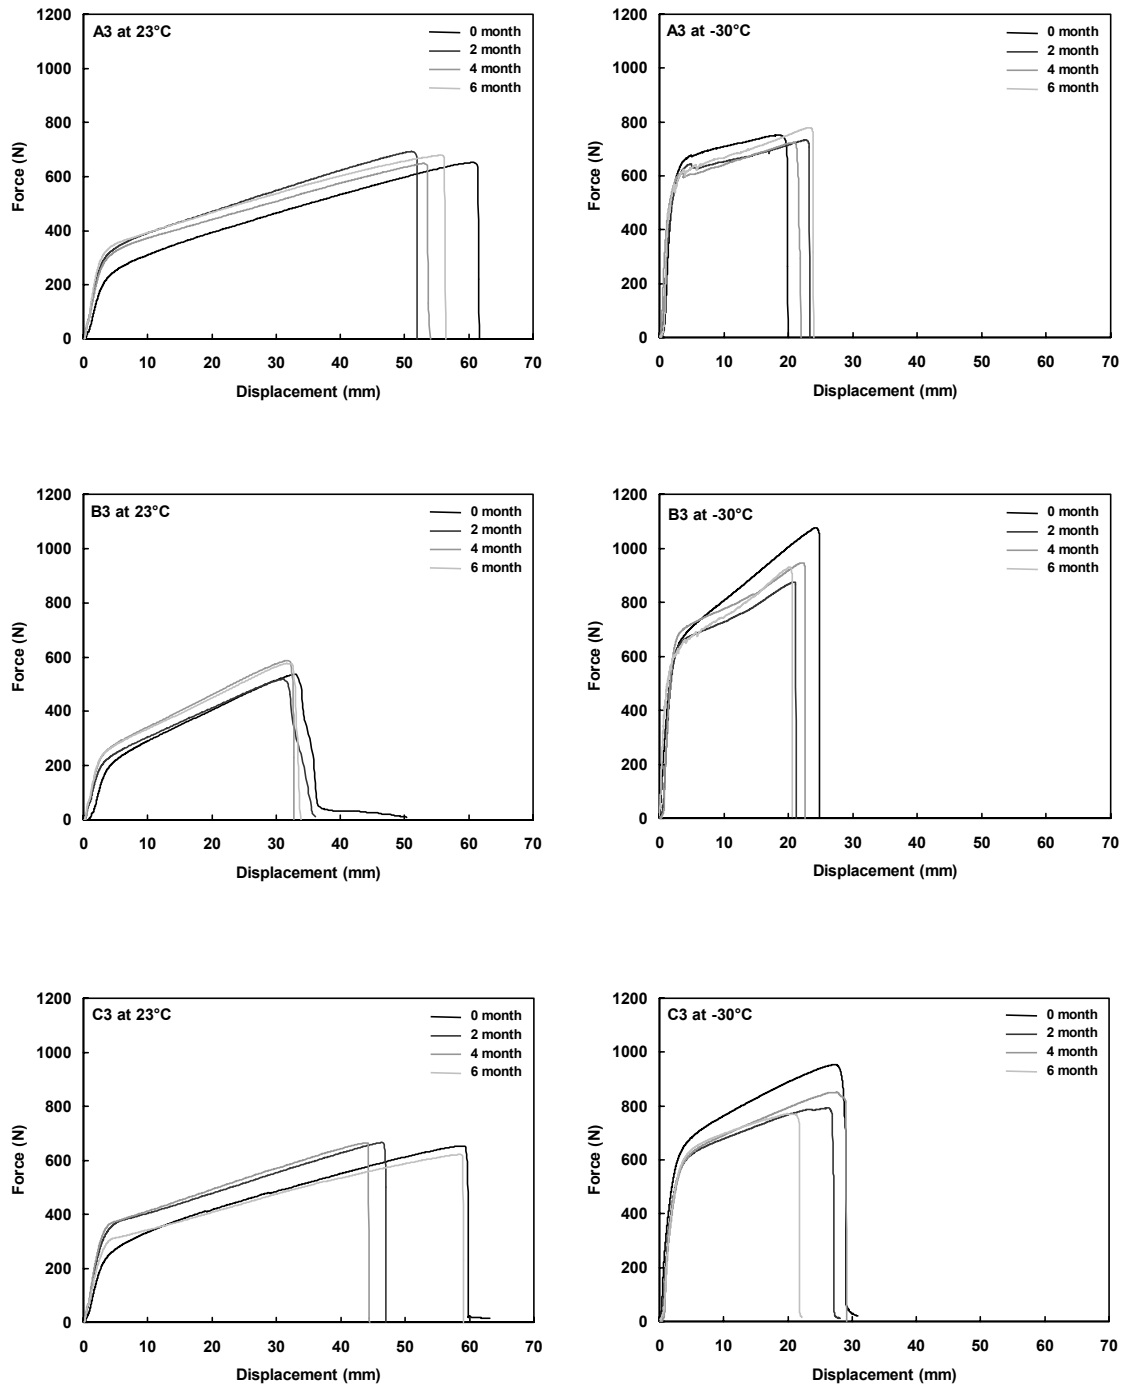 A3 at 23°C
0 month
2 month
4 month
6 month
1200
1000
800
600
400
200
0
Force (N)
0 10 20 30 40 50 60 70
Displacement (mm)
A3 at -30°C
0 month
2 month
4 month
6 month
1200
1000
800
600
400
200
0
Force (N)
0 10 20 30 40 50 60 70
Displacement (mm)
B3 at 23°C
0 month
2 month
4 month
6 month
1200
1000
800
600
400
200
0
Force (N)
0 10 20 30 40 50 60 70
Displacement (mm)
B3 at -30°C
0 month
2 month
4 month
6 month
1200
1000
800
600
400
200
0
Force (N)
0 10 20 30 40 50 60 70
Displacement (mm)
C3 at 23°C
0 month
2 month
4 month
6 month
1200
1000
800
600
400
200
0
Force (N)
0 10 20 30 40 50 60 70
Displacement (mm)
C3 at -30°C
0 month
2 month
4 month
6 month
1200
1000
800
600
400
200
0
Force (N)
0 10 20 30 40 50 60 70
Displacement (mm)